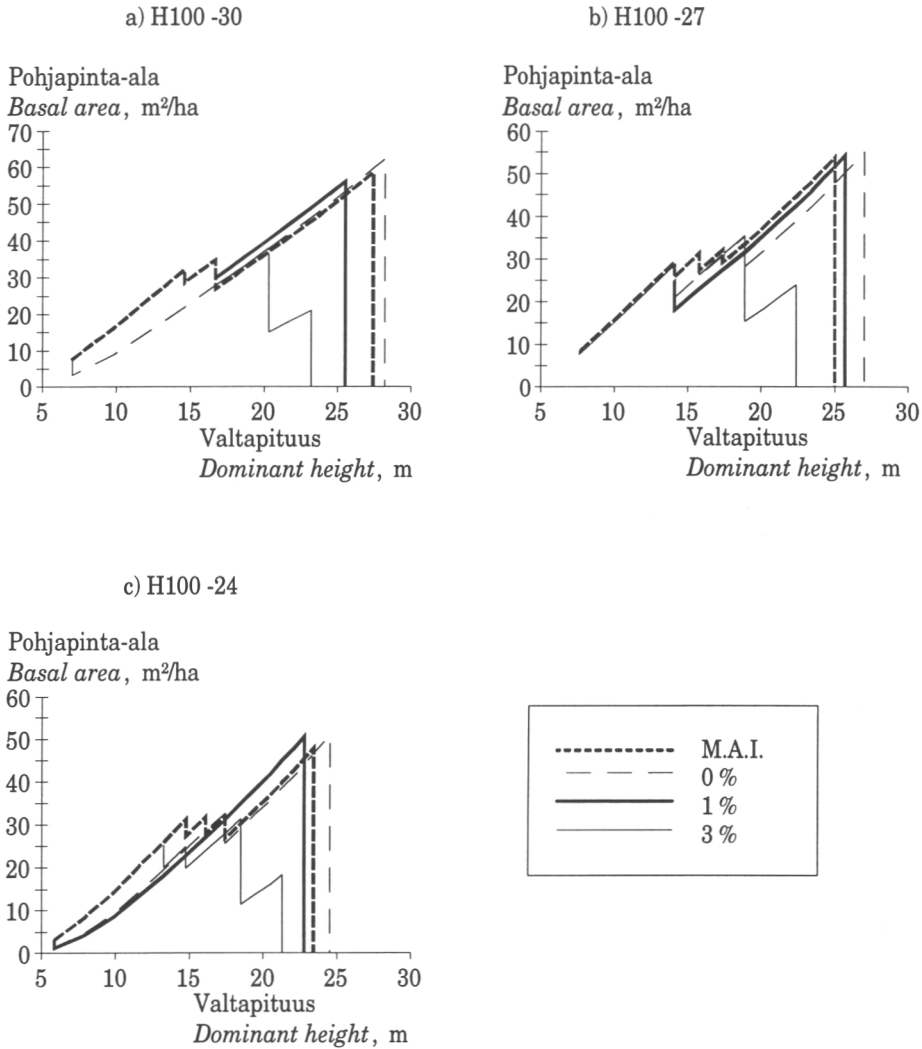 a) H100 -30
Pohjapinta-ala
Basal area, m²/ha
70
60
50
40
30
20
10
0
5 10 15 20 25 30
Valtapituus
Dominant height, m
b) H100 -27
Pohjapinta-ala
Basal area, m²/ha
60
50
40
30
20
10
0
5 10 15 20 25 30
Valtapituus
Dominant height, m
c) H100 -24
Pohjapinta-ala
Basal area, m²/ha
60
50
40
30
20
10
0
5 10 15 20 25 30
Valtapituus
Dominant height, m
M.A.I.
0 %
1 %
3 %